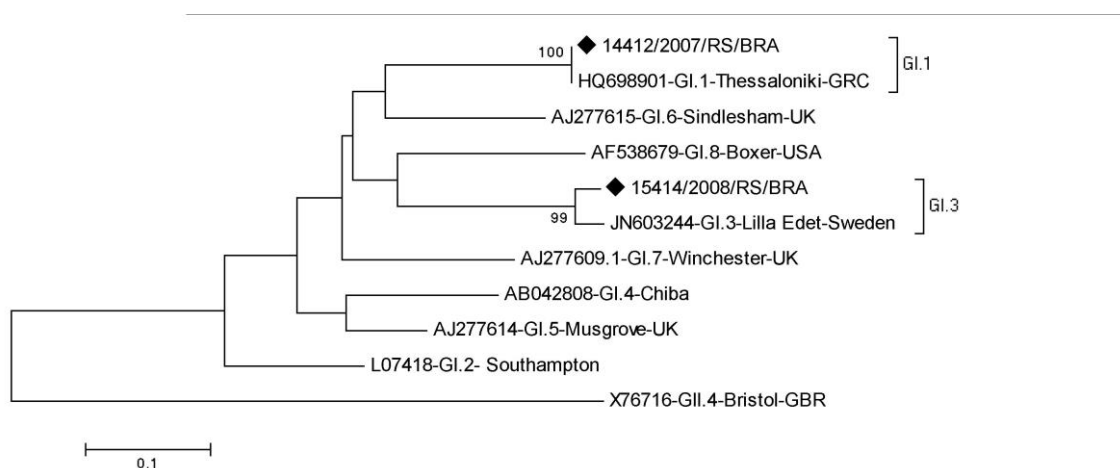 100
14412/2007/RS/BRA
GI.1
HQ698901-GI.1-Thessaloniki-GRC
AJ277615-GI.6-Sindlesham-UK
AF538679-GI.8-Boxer-USA
15414/2008/RS/BRA
GI.3
99
JN603244-GI.3-Lilla Edet-Sweden
AJ277609.1-GI.7-Winchester-UK
AB042808-GI.4-Chiba
AJ277614-GI.5-Musgrove-UK
L07418-GI.2- Southampton
X76716-GII.4-Bristol-GBR
0.1